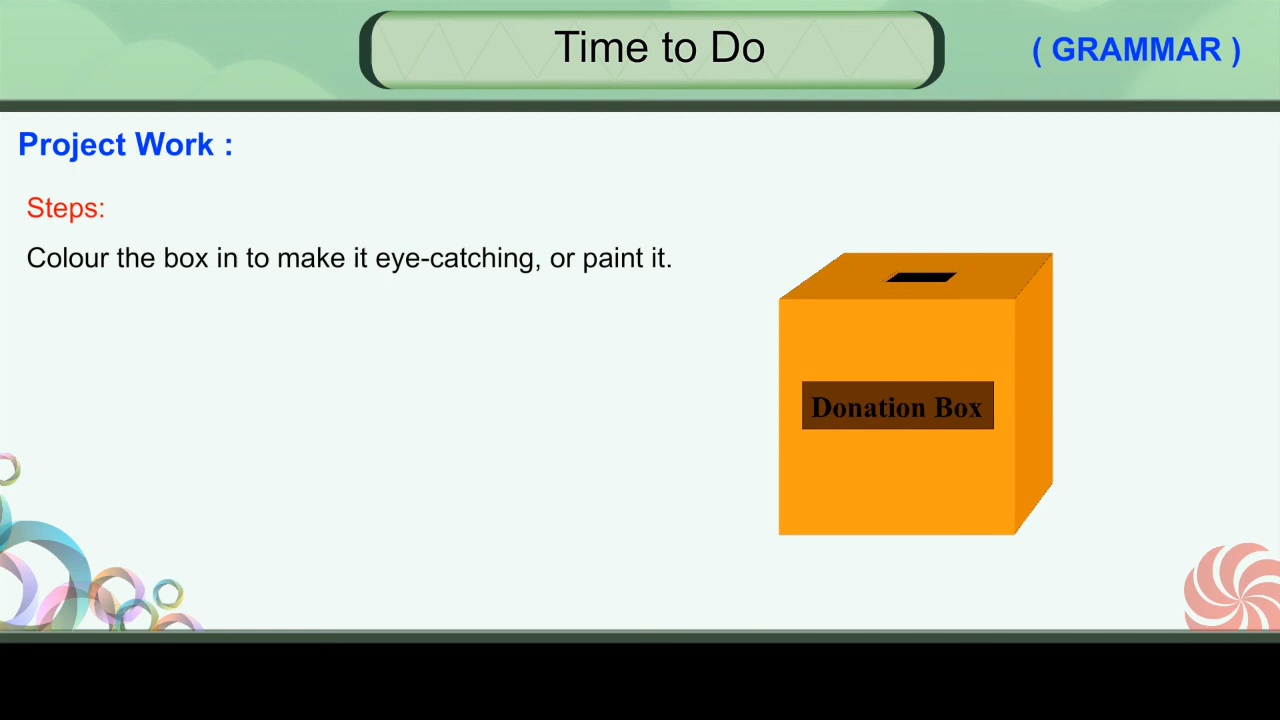 Time to Do
( GRAMMAR )
Project Work :
Steps:
Colour the box in to make it eye-catching, or paint it.
Donation Box